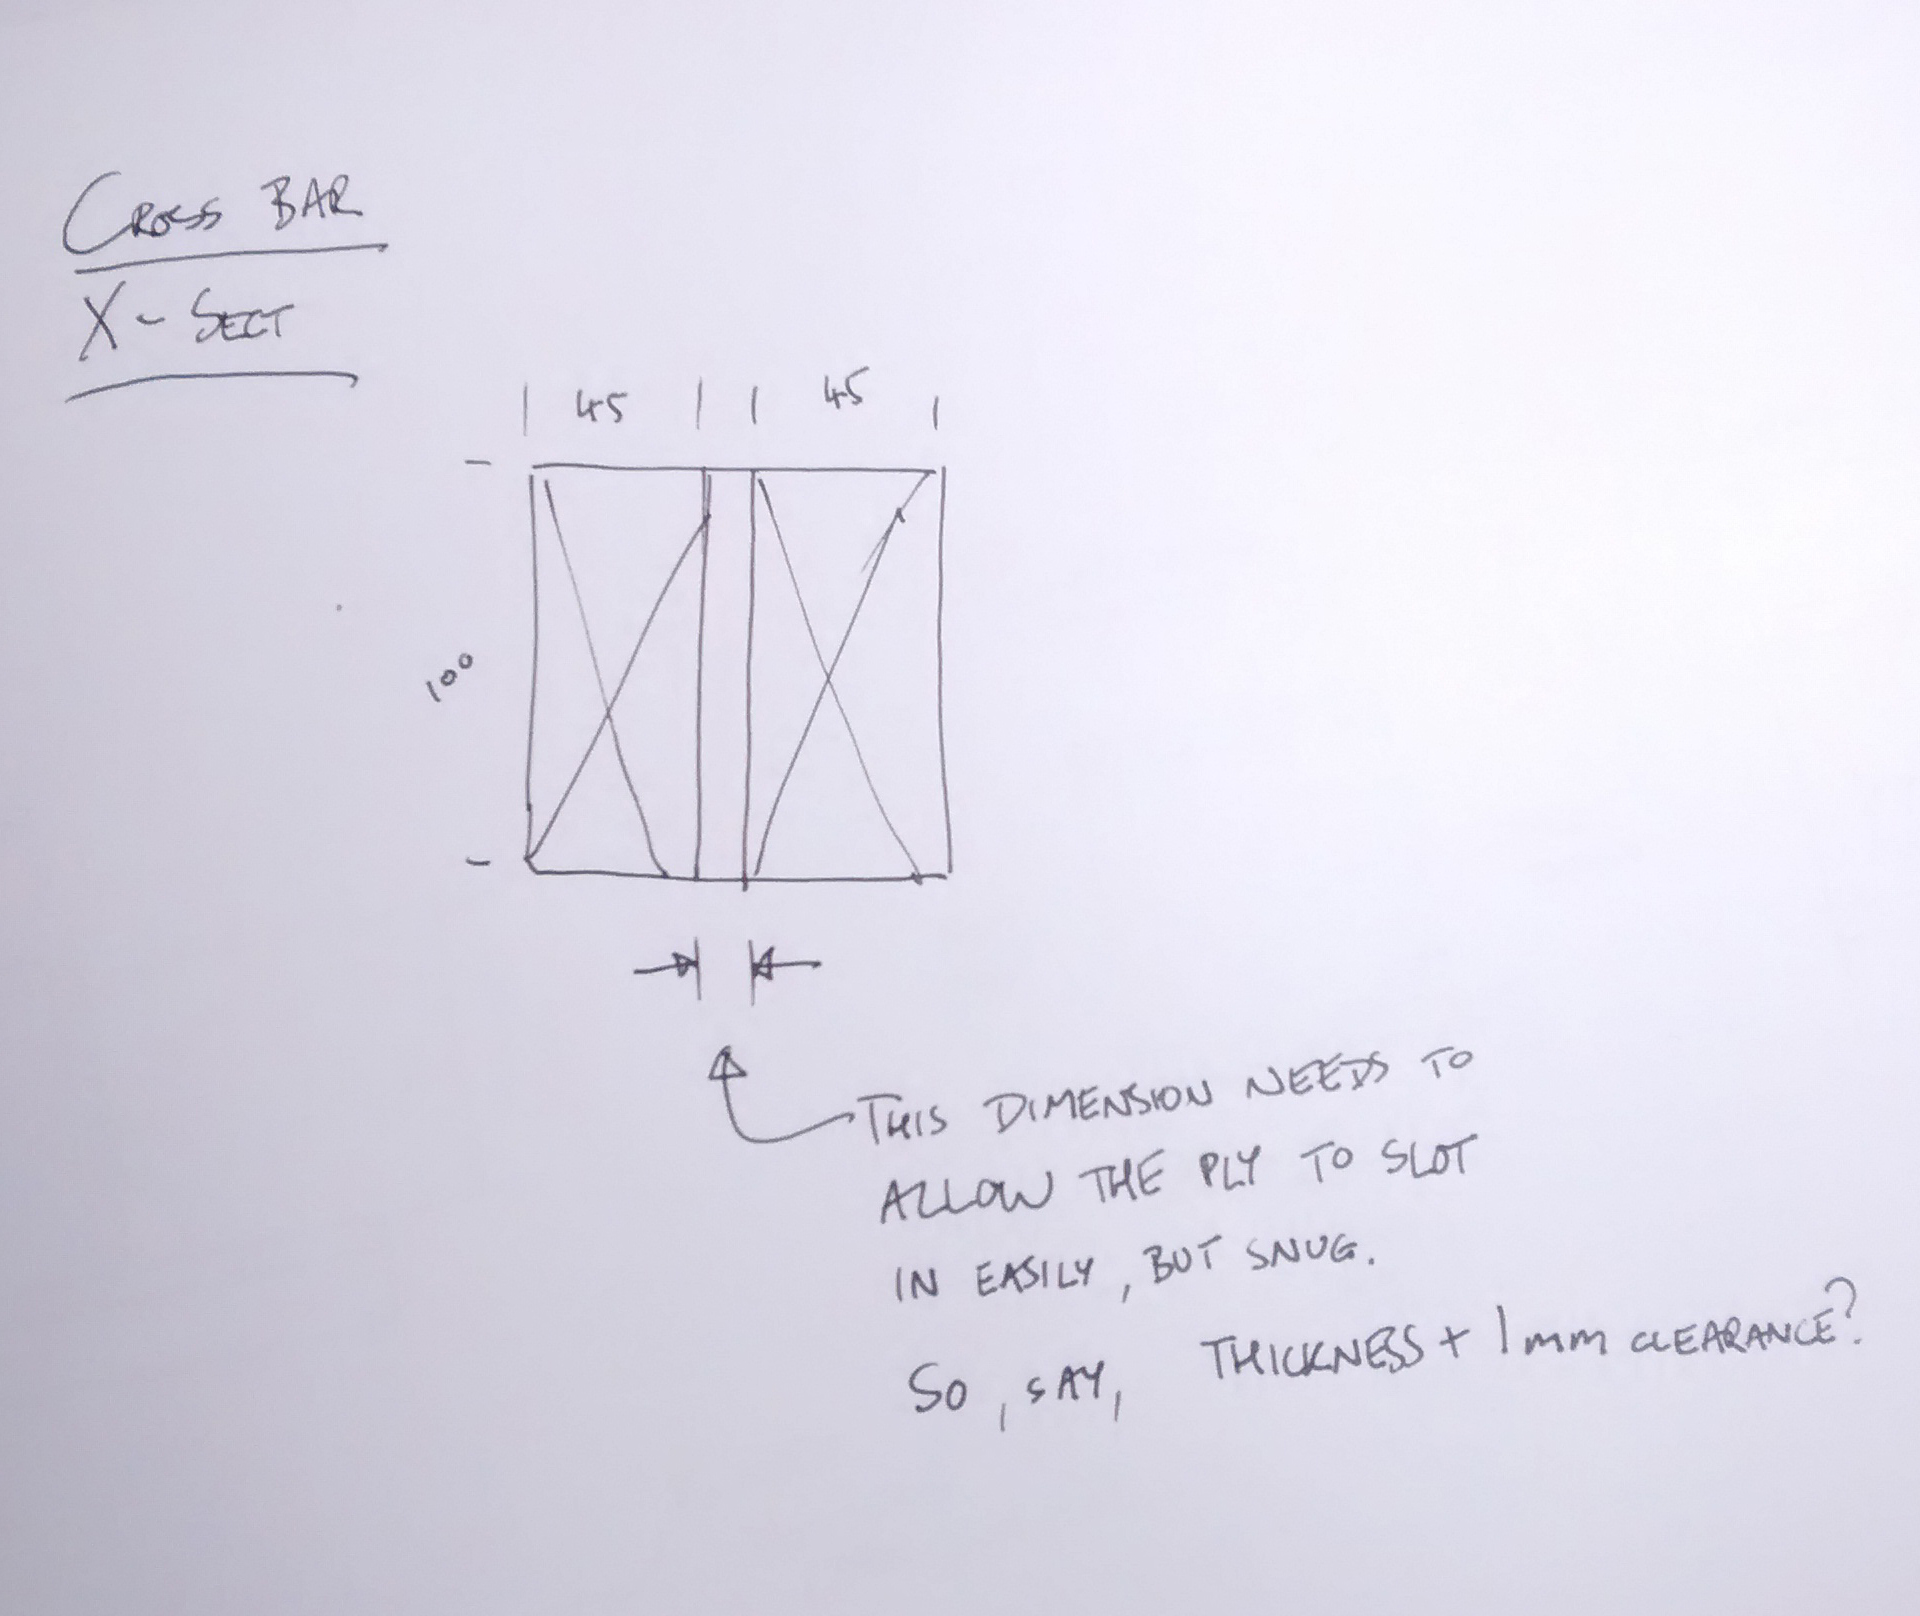 CROSS BAR
X- SECT
45 45
100
THIS DIMENSION NEEDS TO
ALLOW THE PLY TO SLOT
IN EASILY, BUT SNUG.
SO, SAY, THICKNESS + 1mm CLEARANCE?